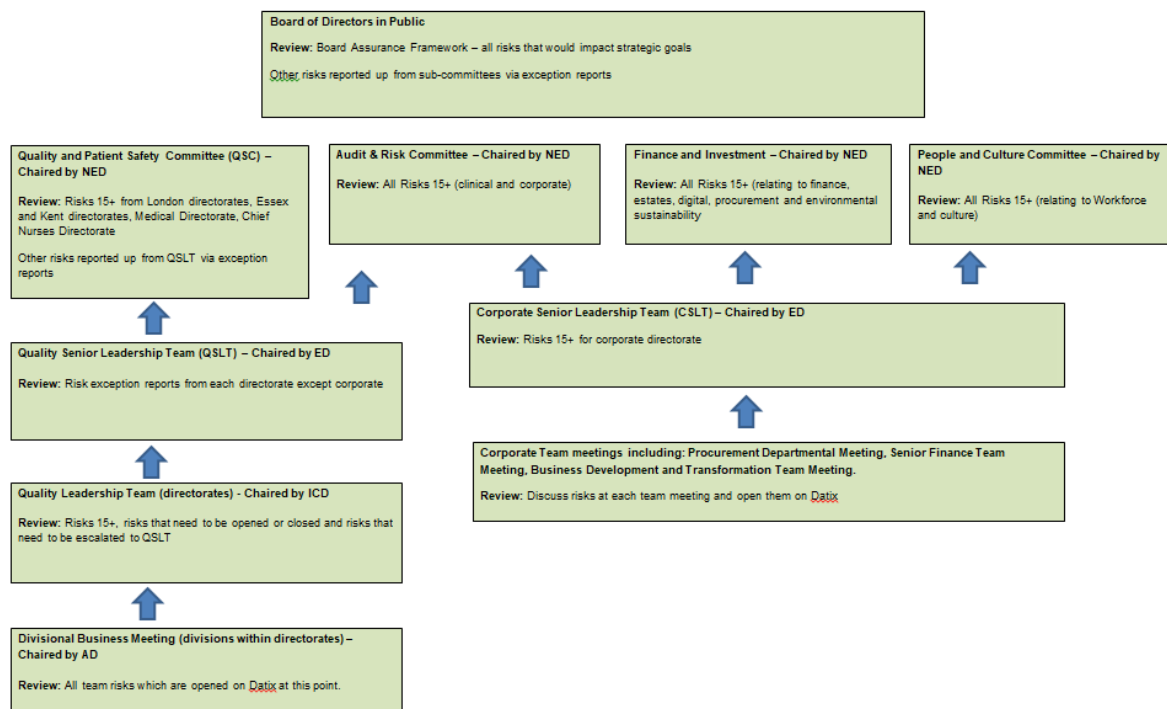 Board of Directors in Public
Review: Board Assurance Framework – all risks that would impact strategic goals
Other risks reported up from sub-committees via exception reports
Quality and Patient Safety Committee (QSC) –
Chaired by NED
Review: Risks 15+ from London directorates, Essex
and Kent directorates, Medical Directorate, Chief
Nurses Directorate
Other risks reported up from QSLT via exception
reports
Audit & Risk Committee – Chaired by NED
Review: All Risks 15+ (clinical and corporate)
Finance and Investment – Chaired by NED
Review: All Risks 15+ (relating to finance,
estates, digital, procurement and environmental
sustainability
People and Culture Committee – Chaired by
NED
Review: All Risks 15+ (relating to Workforce
and culture)
Corporate Senior Leadership Team (CSLT) – Chaired by ED
Review: Risks 15+ for corporate directorate
Quality Senior Leadership Team (QSLT) – Chaired by ED
Review: Risk exception reports from each directorate except corporate
Corporate Team meetings including: Procurement Departmental Meeting, Senior Finance Team
Meeting, Business Development and Transformation Team Meeting.
Review: Discuss risks at each team meeting and open them on Datix
Quality Leadership Team (directorates) - Chaired by ICD
Review: Risks 15+, risks that need to be opened or closed and risks that
need to be escalated to QSLT
Divisional Business Meeting (divisions within directorates) –
Chaired by AD
Review: All team risks which are opened on Datix at this point.